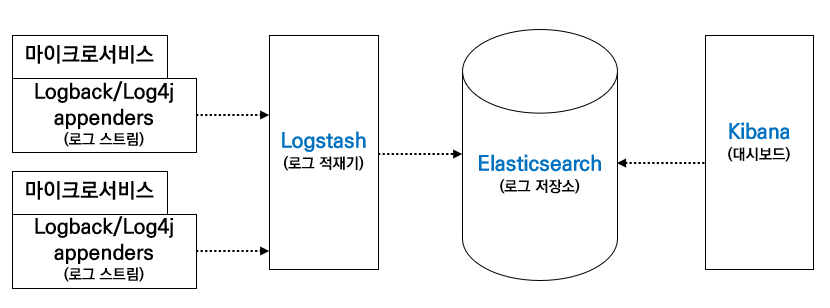 마이크로서비스
Logback/Log4j
appenders
(로그 스트림)
마이크로서비스
Logback/Log4j
appenders
(로그 스트림)
Logstash
(로그 적재기)
Elasticsearch
(로그 저장소)
Kibana
(대시보드)